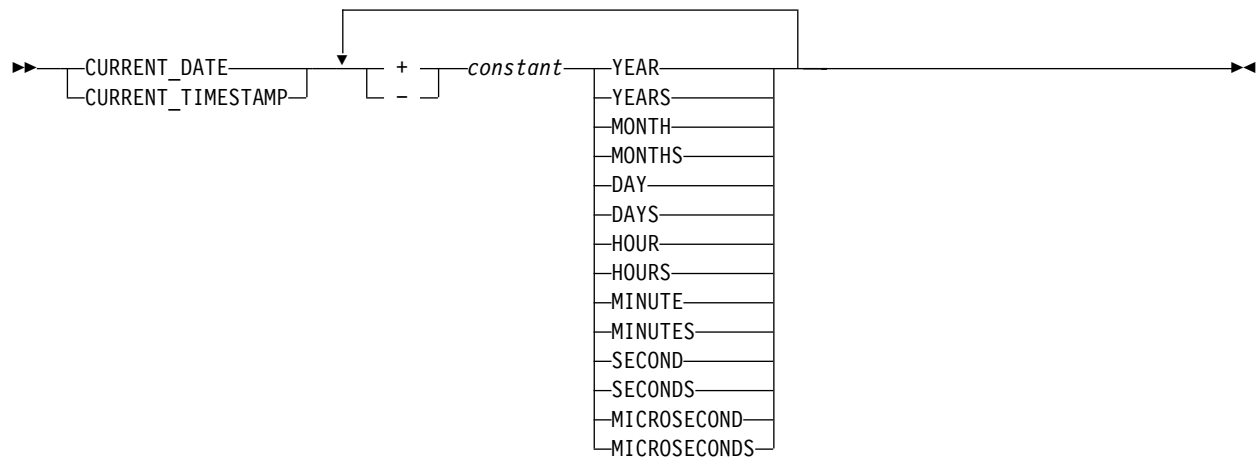 CURRENT_DATE + constant YEAR
CURRENT_TIMESTAMP − YEARS
MONTH
MONTHS
DAY
DAYS
HOUR
HOURS
MINUTE
MINUTES
SECOND
SECONDS
MICROSECOND
MICROSECONDS